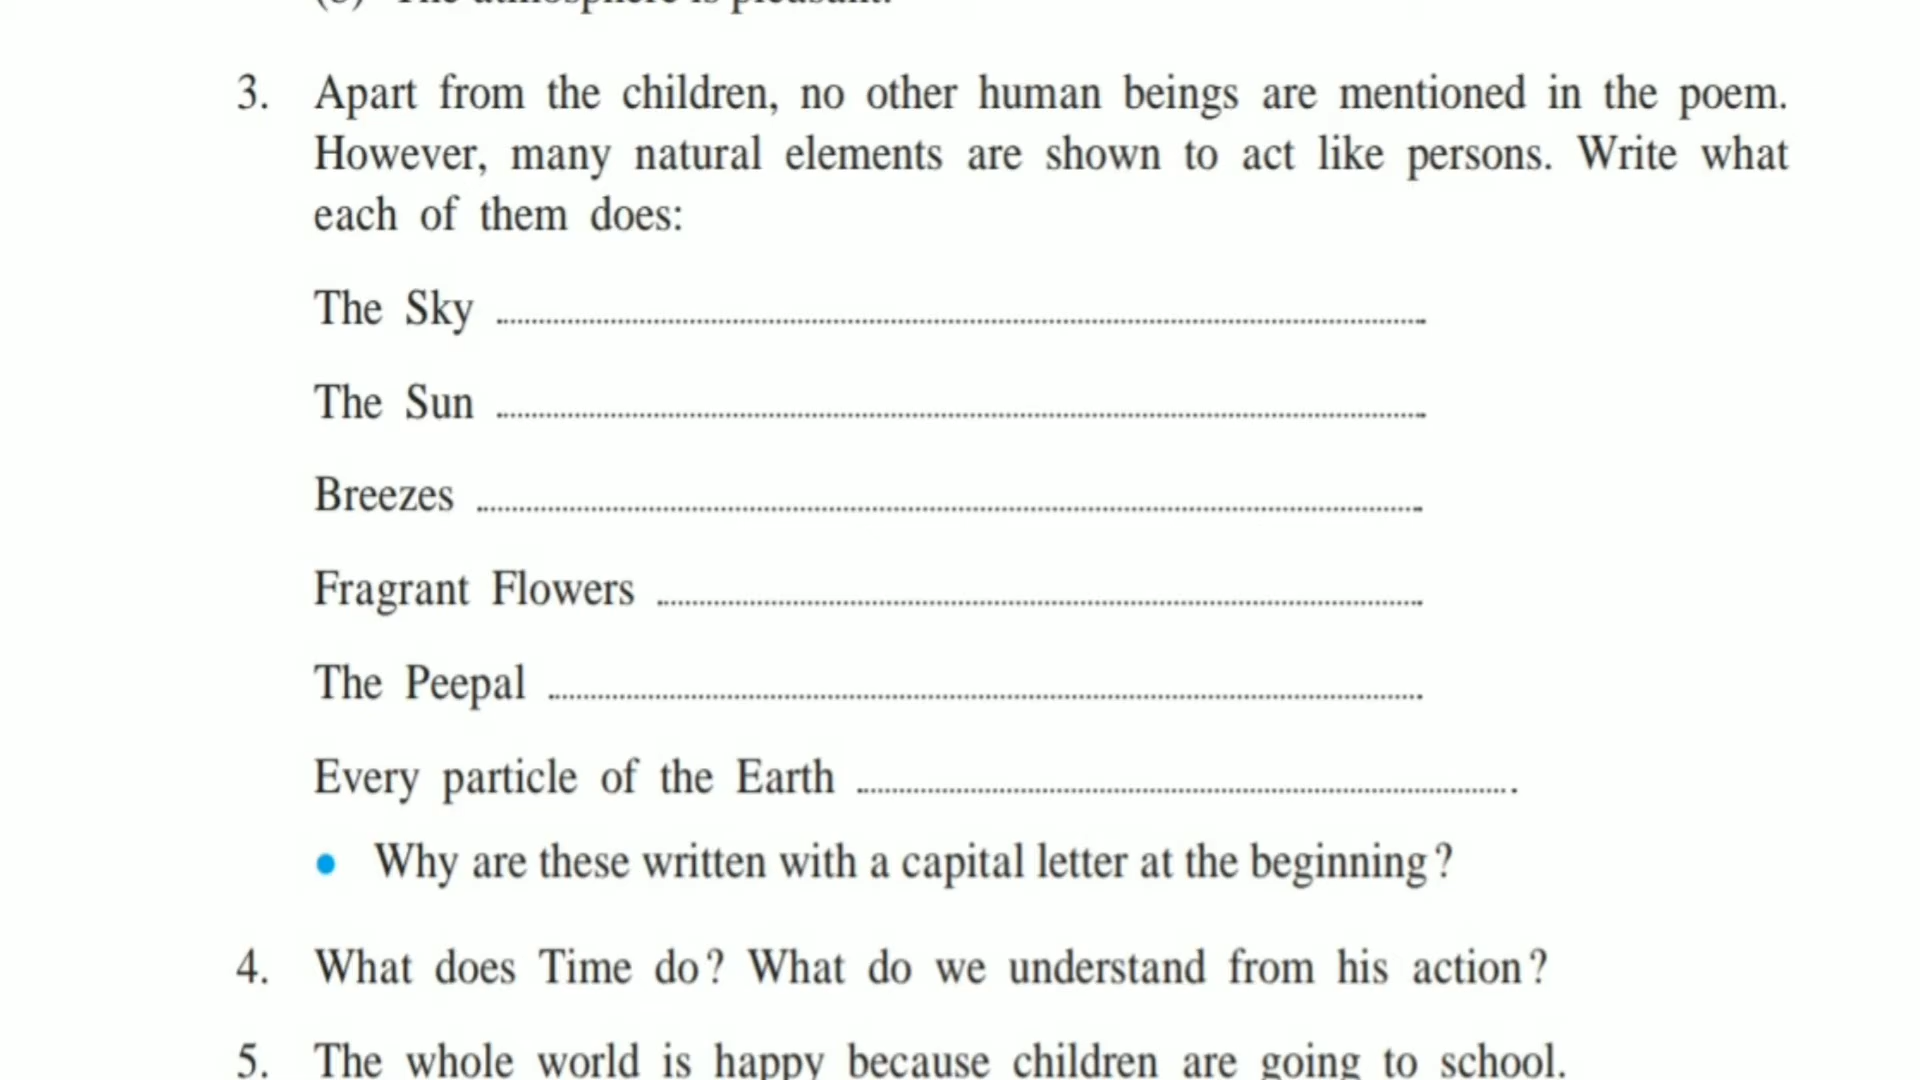 (b) The atmosphere is pleasant.
3. Apart from the children, no other human beings are mentioned in the poem.
However, many natural elements are shown to act like persons. Write what
each of them does:
The Sky
The Sun
Breezes
Fragrant Flowers
The Peepal
Every particle of the Earth .
• Why are these written with a capital letter at the beginning?
4. What does Time do? What do we understand from his action?
5. The whole world is happy because children are going to school.